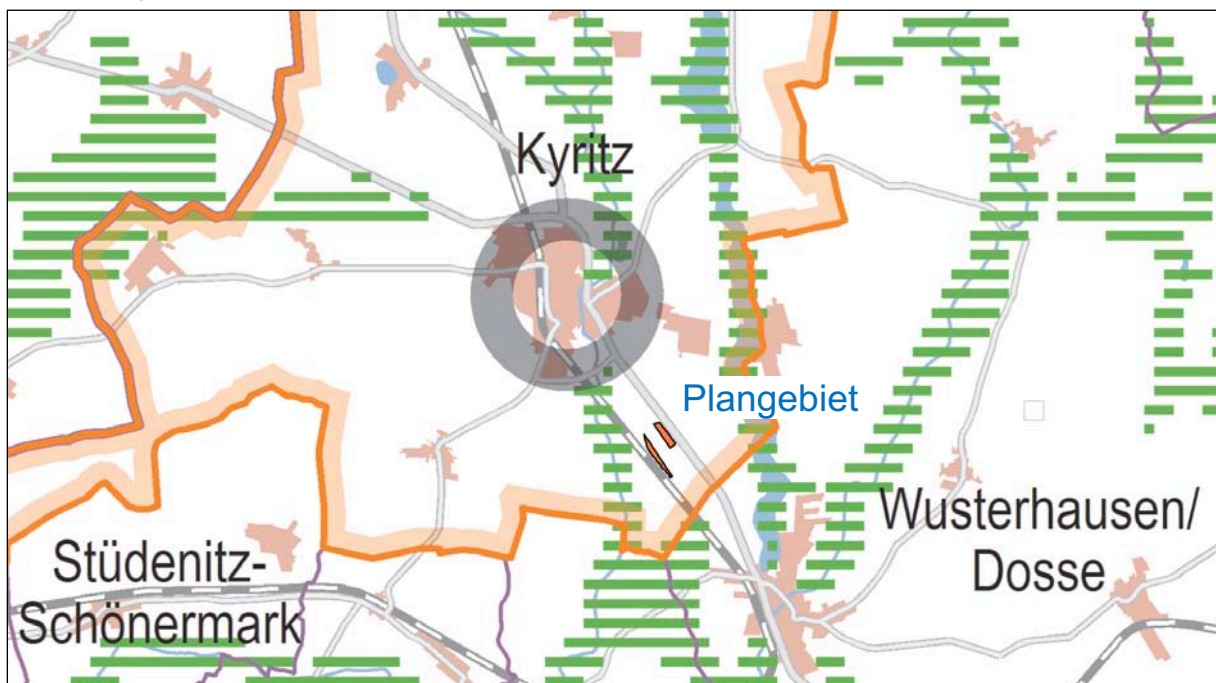 Kyritz
Plangebiet
Wusterhausen/
Dosse
Stüdenitz-
Schönermark